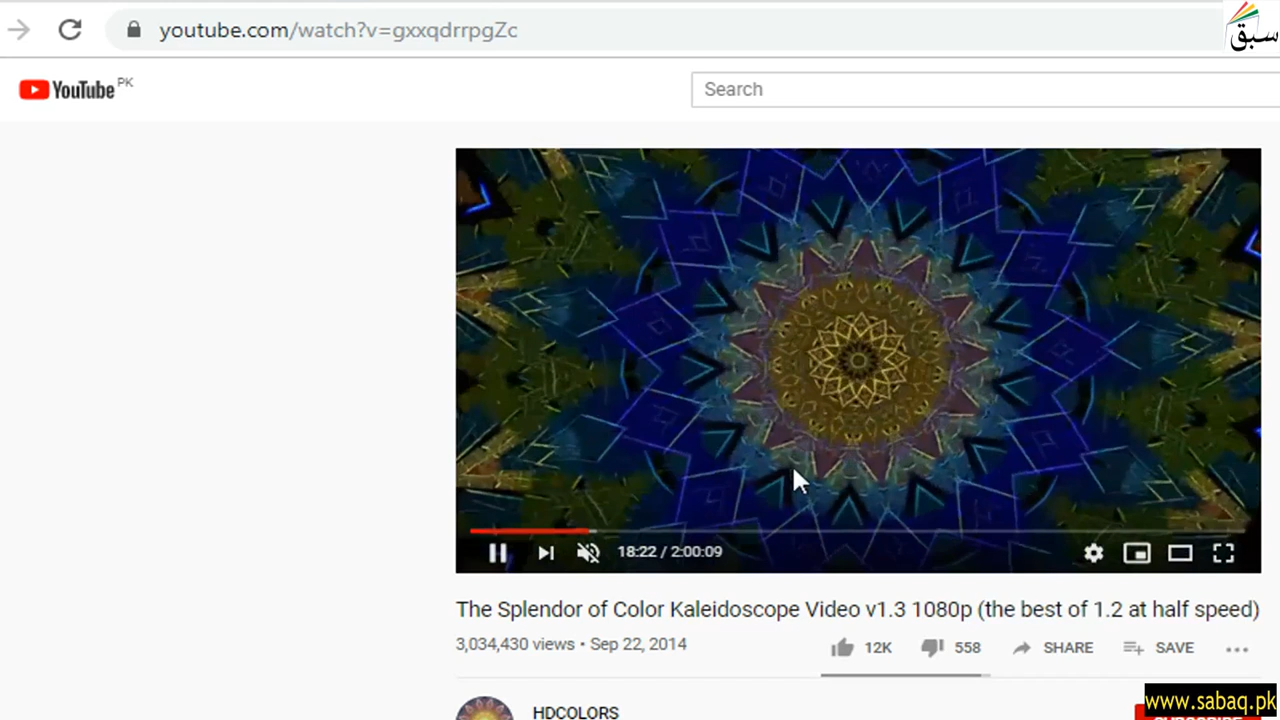 youtube.com/watch?v=gxxqdrrpgZc
سبق
YouTube PK
Search
18:22 / 2:00:09
The Splendor of Color Kaleidoscope Video v1.3 1080p (the best of 1.2 at half speed)
3,034,430 views • Sep 22, 2014
12K 558 SHARE SAVE
HDCOLORS
www.sabaq.pk